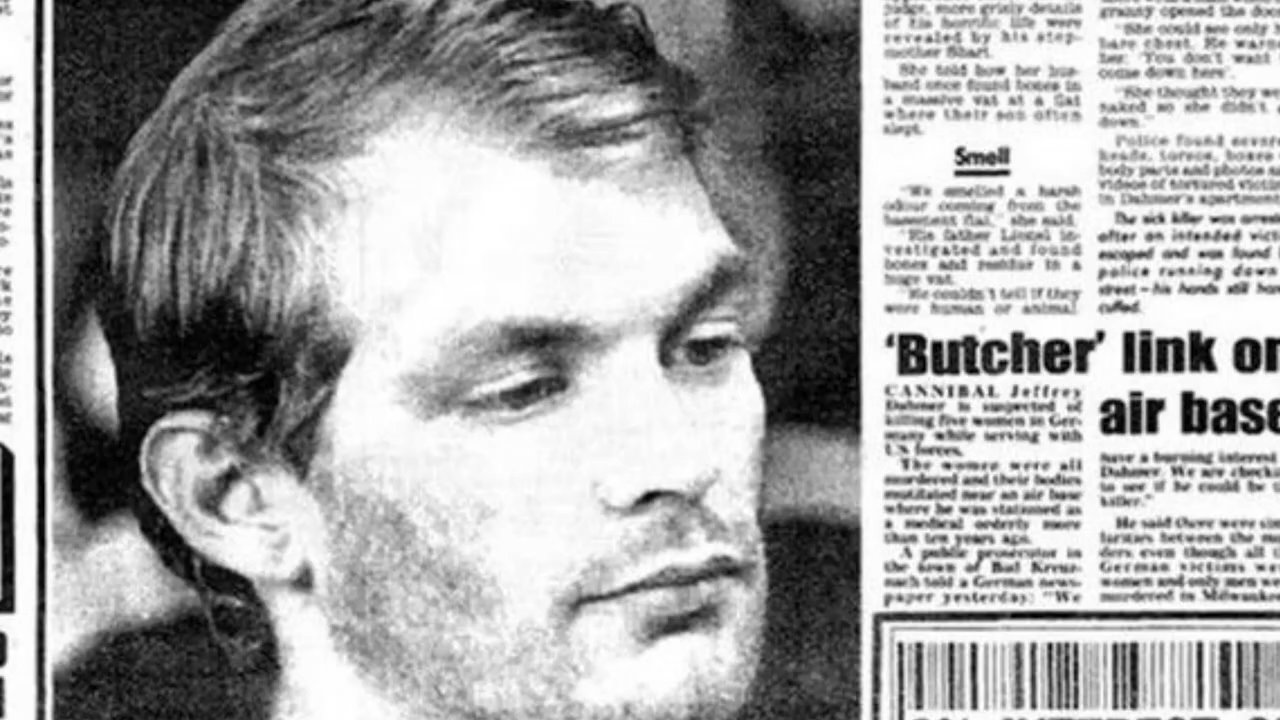 judge, more grisly details
of his horrific life were
revealed by his step-
mother Shari.
She told how her hus-
band once found bones in
a massive vat at a flat
where their son often
slept.
Smell
"We smelled a harsh
odour coming from the
basement flat," she said.
"His father Lionel in-
vestigated and found
bones and residue in a
huge vat.
"He couldn't tell if they
were human or animal.
granny opened the doo
"She could see only h
bare chest. He warn
her: 'You don't want
come down here'.
"She thought they we
naked so she didn't
down."
Police found severe
heads, torsos, boxes
body parts and photos a
videos of tortured victi
in Dahmer's apartment
The sick killer was arrest
after an intended victi
escaped and was found
police running down
street – his hands still han
cuffed.
'Butcher' link on
air base
CANNIBAL Jeffrey
Dahmer is suspected of
killing five women in Ger-
many while serving with
US forces.
The women were all
murdered and their bodies
mutilated near an air base
where he was stationed as
a medical orderly more
than ten years ago.
A public prosecutor in
the town of Bad Kreuz-
nach told a German news-
paper yesterday: "We
have a burning interest
Dahmer. We are checki
to see if he could be t
killer."
He said there were sim
larities between the mu
ders even though all t
German victims we
women and only men we
murdered in Milwaukee